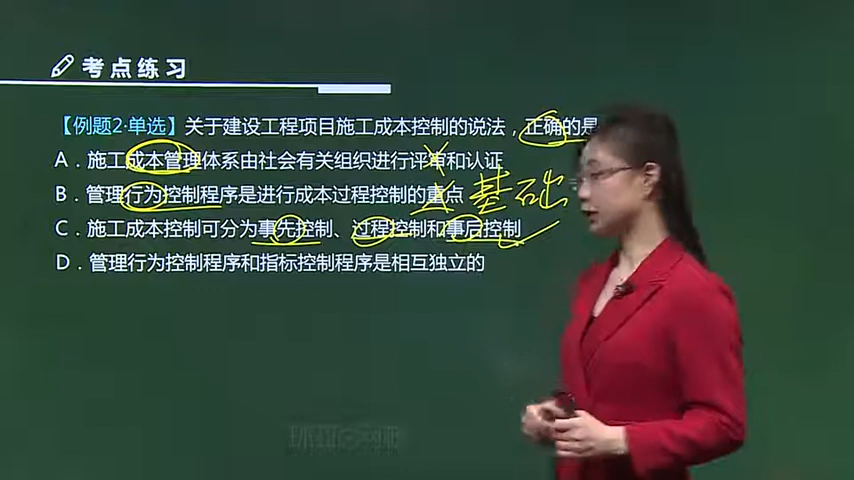 考点练习
【例题2·单选】关于建设工程项目施工成本控制的说法，正确的是
A．施工成本管理体系由社会有关组织进行评审和认证
B．管理行为控制程序是进行成本过程控制的重点 基础
C．施工成本控制可分为事先控制、过程控制和事后控制
D．管理行为控制程序和指标控制程序是相互独立的